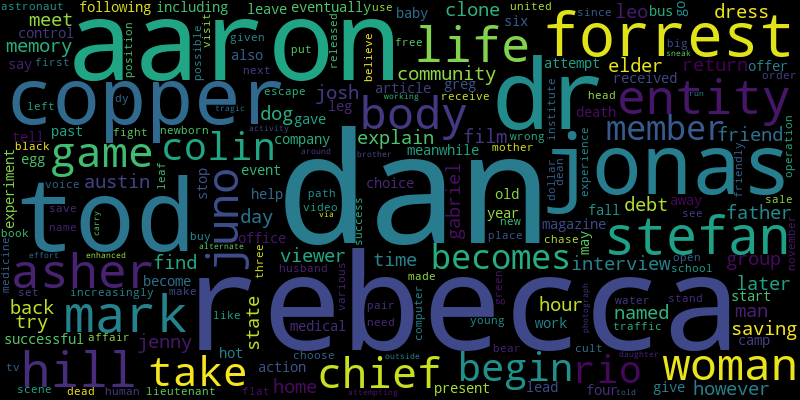 astronaut following including leave eventually use baby clone six united since bus go dress
meet control memory say first position aaron visit possible given also next put released believe free life leo forrest big sneak
community attempt elder return offer order
copper josh leg article greg receive received entity
left dy escape dog gave working dr institute head death run
tell past fight newborn tragic company explain film wrong body member friend
black game colin activity meanwhile mother experience jonas friendly operation
egg austin leaf event around brother gabriel dollar dean
experiment voice stop juno help path video via choice old year debt away sale
book save carry tod day success dan new place magazine fall father see
name buy office chase may stefan november
medicine effort enhanced alternate viewer time becomes interview group open school
asher find three husband various computer green later
set increasingly become make rebecca made water stand start
back try mark state like medical pair need young hour work photograph named traffic man camp saving
successful affair jenny hot action choose bear cult daughter
tv hill take home chief outside begin rio woman
scene dead human lieutenant flat attempting present lead four told give however